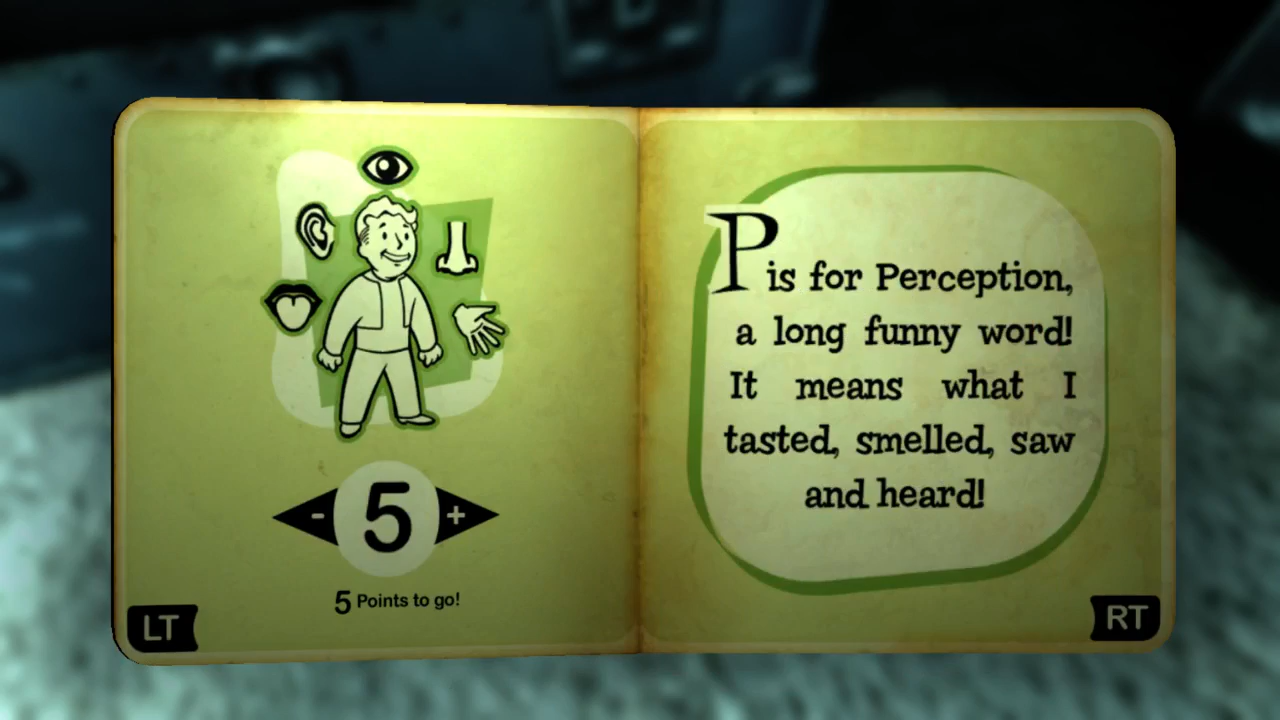 - 5 +
5 Points to go!
LT
P is for Perception,
a long funny word!
It means what I
tasted, smelled, saw
and heard!
RT